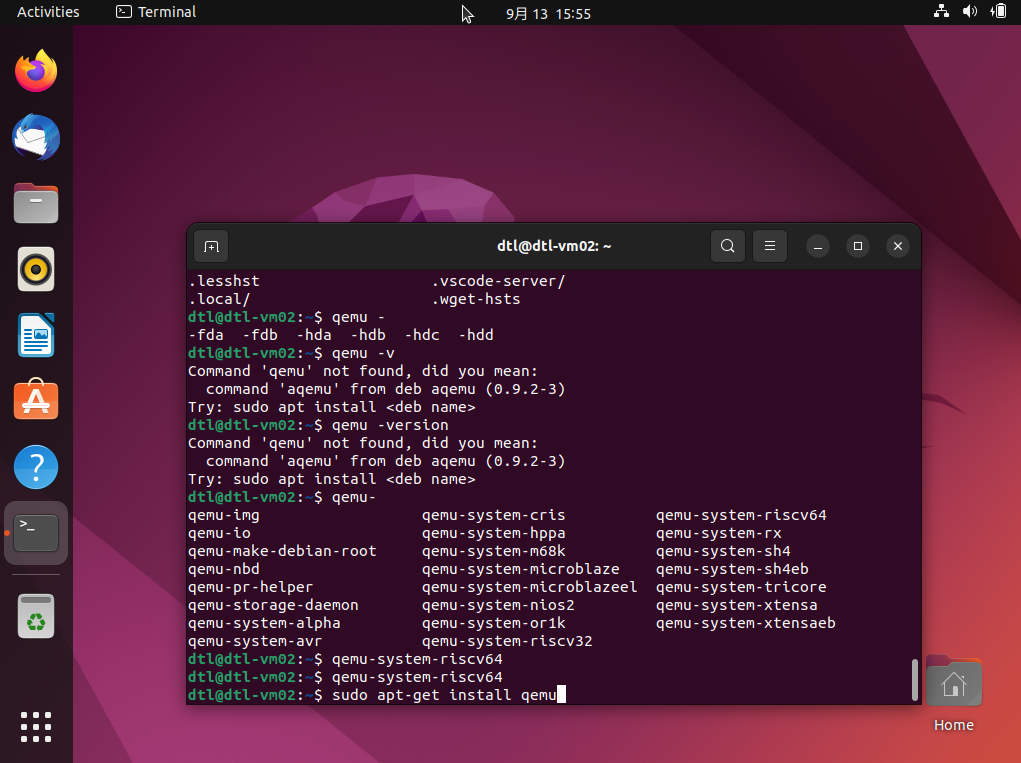 Activities Terminal 9月 13 15:55
dtl@dtl-vm02: ~
.lesshst .vscode-server/
.local/ .wget-hsts
dtl@dtl-vm02:~$ qemu -
-fda -fdb -hda -hdb -hdc -hdd
dtl@dtl-vm02:~$ qemu -v
Command 'qemu' not found, did you mean:
command 'aqemu' from deb aqemu (0.9.2-3)
Try: sudo apt install <deb name>
dtl@dtl-vm02:~$ qemu -version
Command 'qemu' not found, did you mean:
command 'aqemu' from deb aqemu (0.9.2-3)
Try: sudo apt install <deb name>
dtl@dtl-vm02:~$ qemu-
qemu-img qemu-system-cris qemu-system-riscv64
qemu-io qemu-system-hppa qemu-system-rx
qemu-make-debian-root qemu-system-m68k qemu-system-sh4
qemu-nbd qemu-system-microblaze qemu-system-sh4eb
qemu-pr-helper qemu-system-microblazeel qemu-system-tricore
qemu-storage-daemon qemu-system-nios2 qemu-system-xtensa
qemu-system-alpha qemu-system-or1k qemu-system-xtensaeb
qemu-system-avr qemu-system-riscv32
dtl@dtl-vm02:~$ qemu-system-riscv64
dtl@dtl-vm02:~$ qemu-system-riscv64
dtl@dtl-vm02:~$ sudo apt-get install qemu
Home